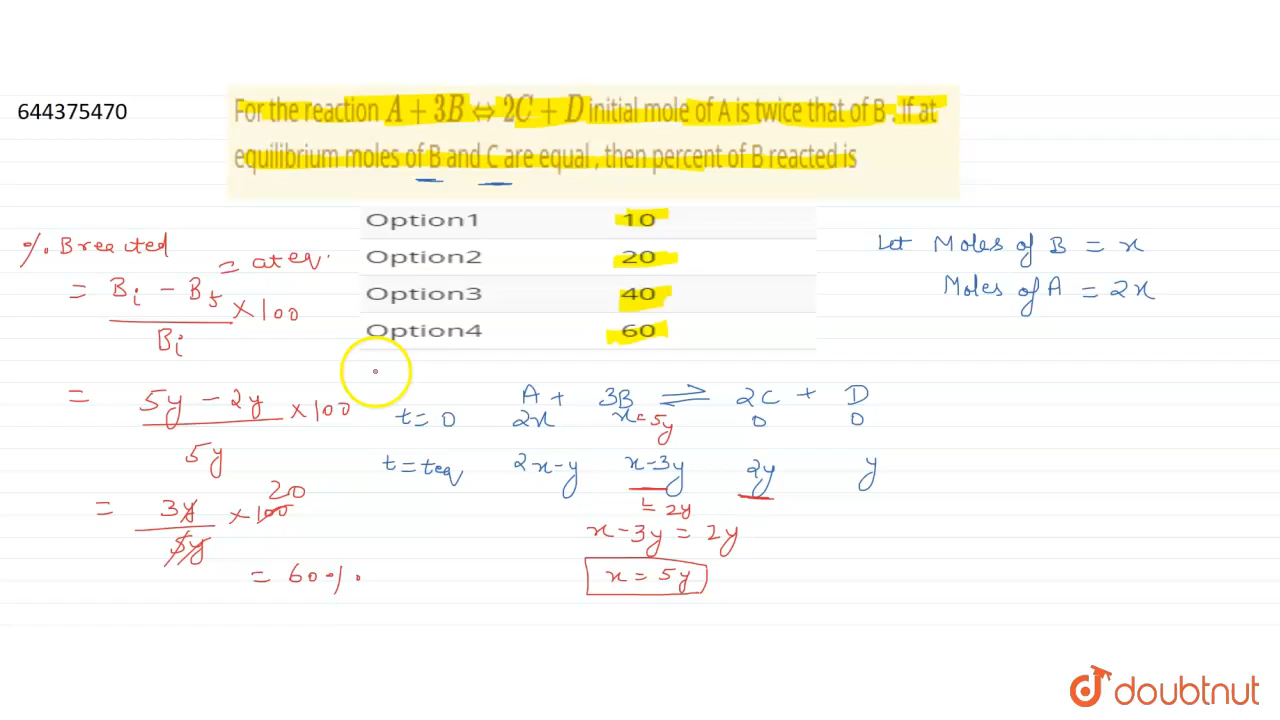 644375470
For the reaction A + 3B ⇔ 2C + D initial mole of A is twice that of B . If at
equilibrium moles of B and C are equal , then percent of B reacted is
Option1 10
Option2 20
Option3 40
Option4 60
Let Moles of B = x
Moles of A = 2x
% B reacted
= at eq.
= Bi - Bf / Bi × 100
= 5y - 2y / 5y × 100
= 3y / 5y × 100 20
= 60 %.
A + 3B ⇌ 2C + D
t = 0 2x x = 5y 0 0
t = teq 2x-y x-3y 2y y
= 2y
x - 3y = 2y
x = 5y
doubtnut